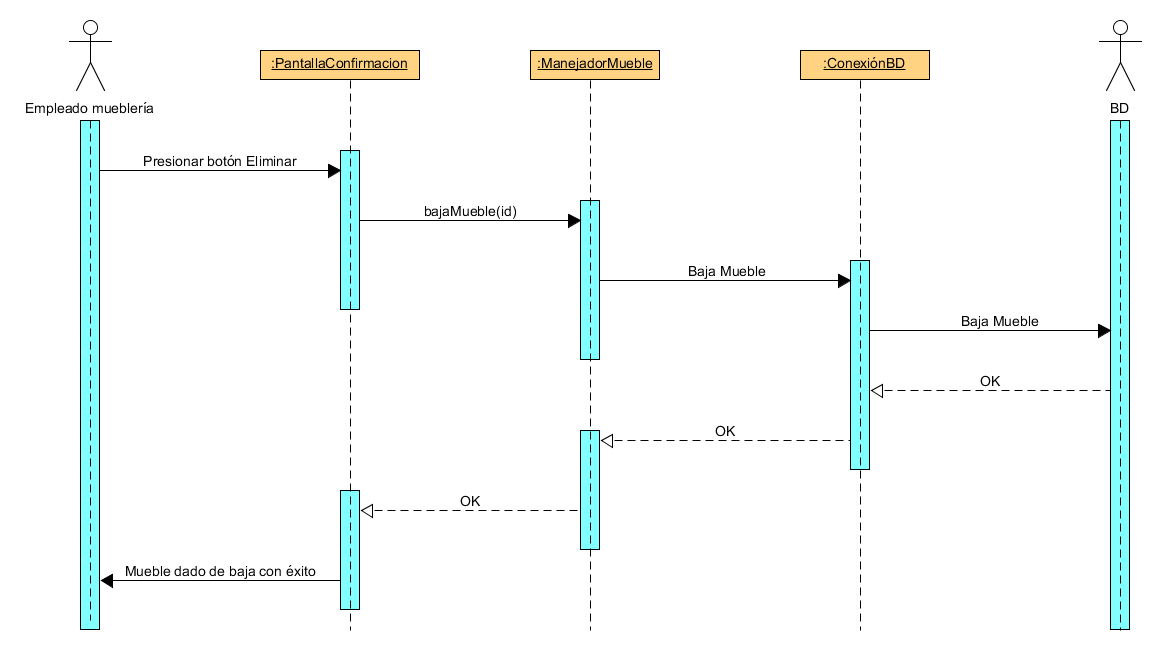 :PantallaConfirmacion
:ManejadorMueble
:ConexiónBD
Empleado mueblería
BD
Presionar botón Eliminar
bajaMueble(id)
Baja Mueble
Baja Mueble
OK
OK
OK
Mueble dado de baja con éxito